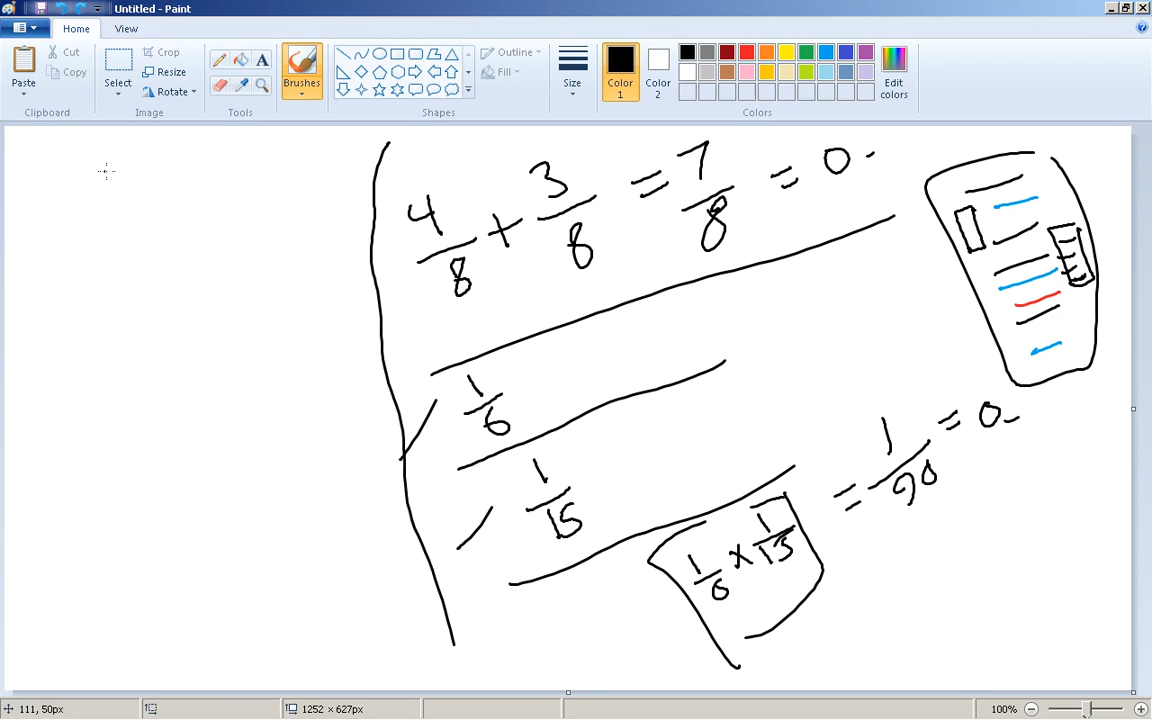 Untitled - Paint
Home View
Paste
Cut
Copy
Clipboard
Select
Crop
Resize
Rotate
Image
A
Tools
Brushes
Shapes
Outline
Fill
Size
Color 1
Color 2
Edit colors
Colors
4/8 + 3/8 = 7/8 = 0.
1/6
1/15
1/6 x 1/15 = 1/90 = 0.
111, 50px
1252 × 627px
100%